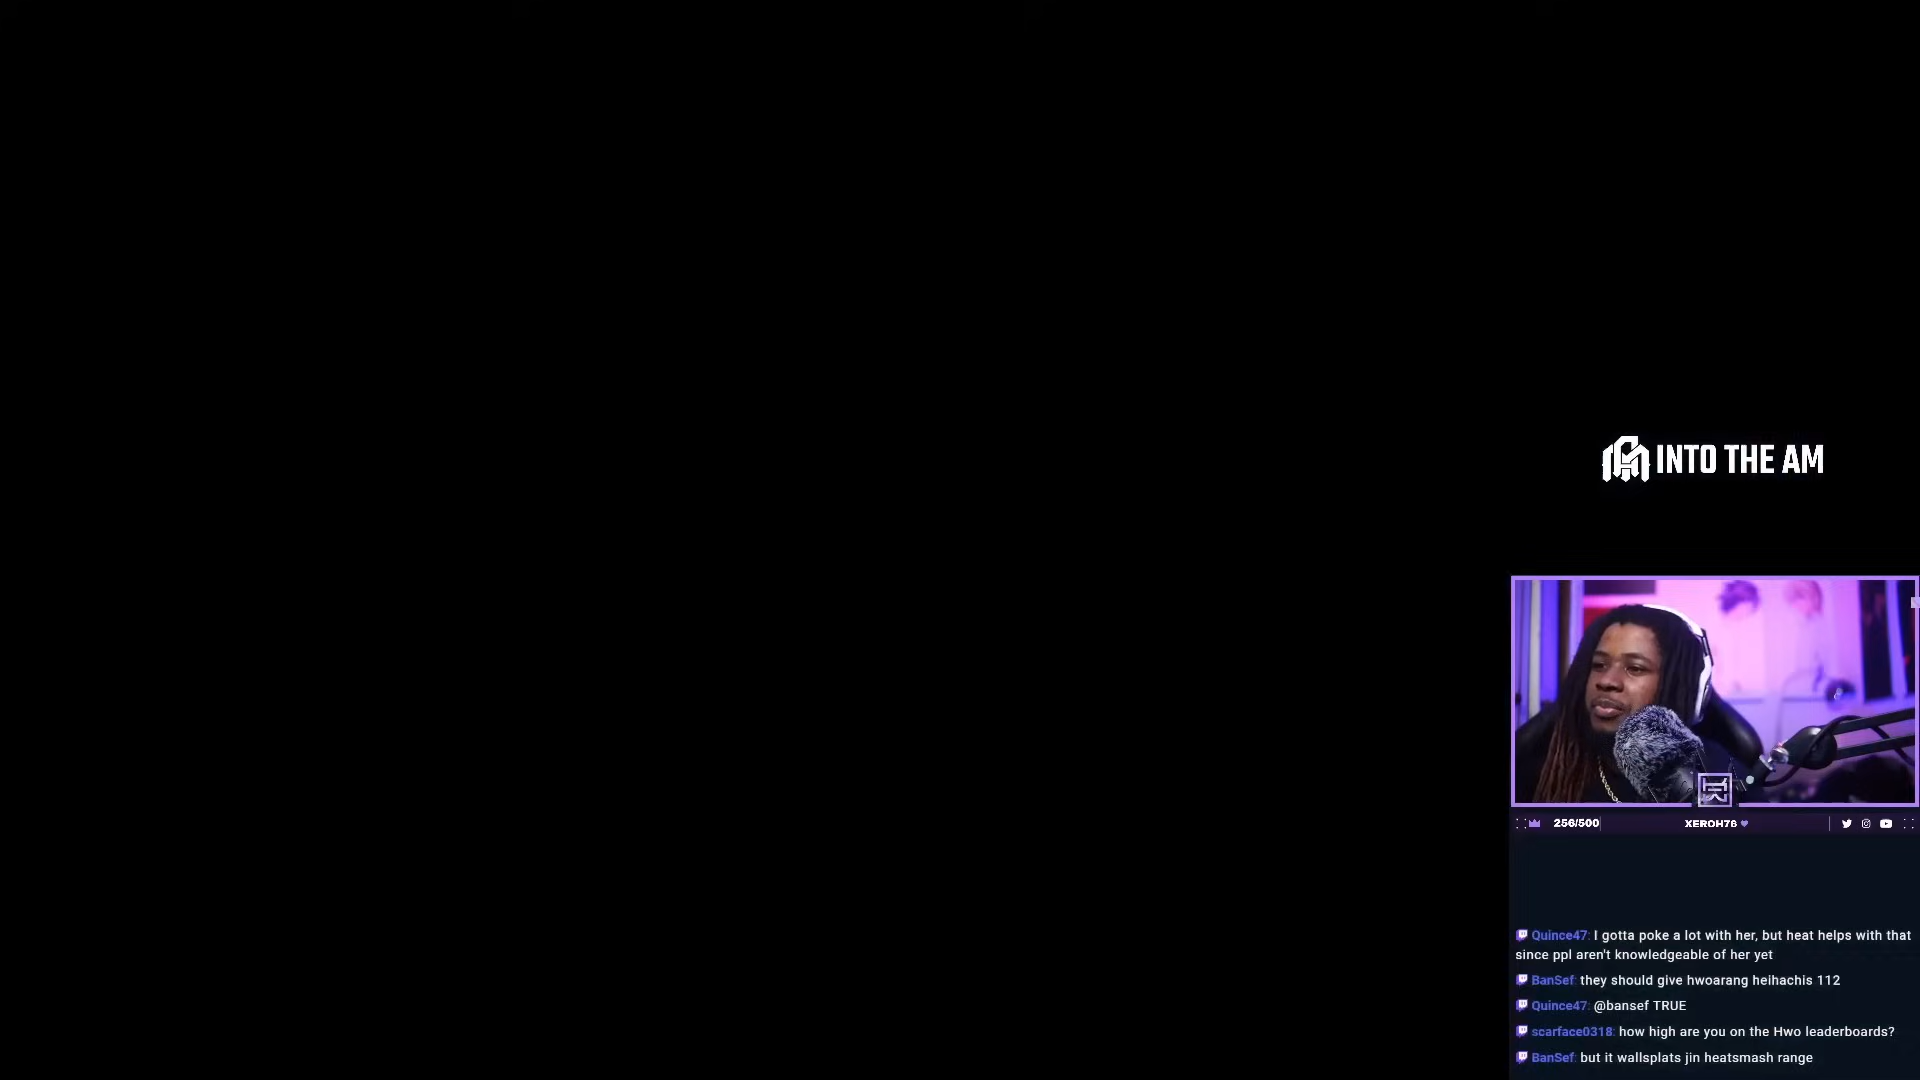 INTO THE AM
256/500
XEROH76
Quince47: I gotta poke a lot with her, but heat helps with that
since ppl aren't knowledgeable of her yet
BanSef: they should give hwoarang heihachis 112
Quince47: @bansef TRUE
scarface0318: how high are you on the Hwo leaderboards?
BanSef: but it wallsplats jin heatsmash range